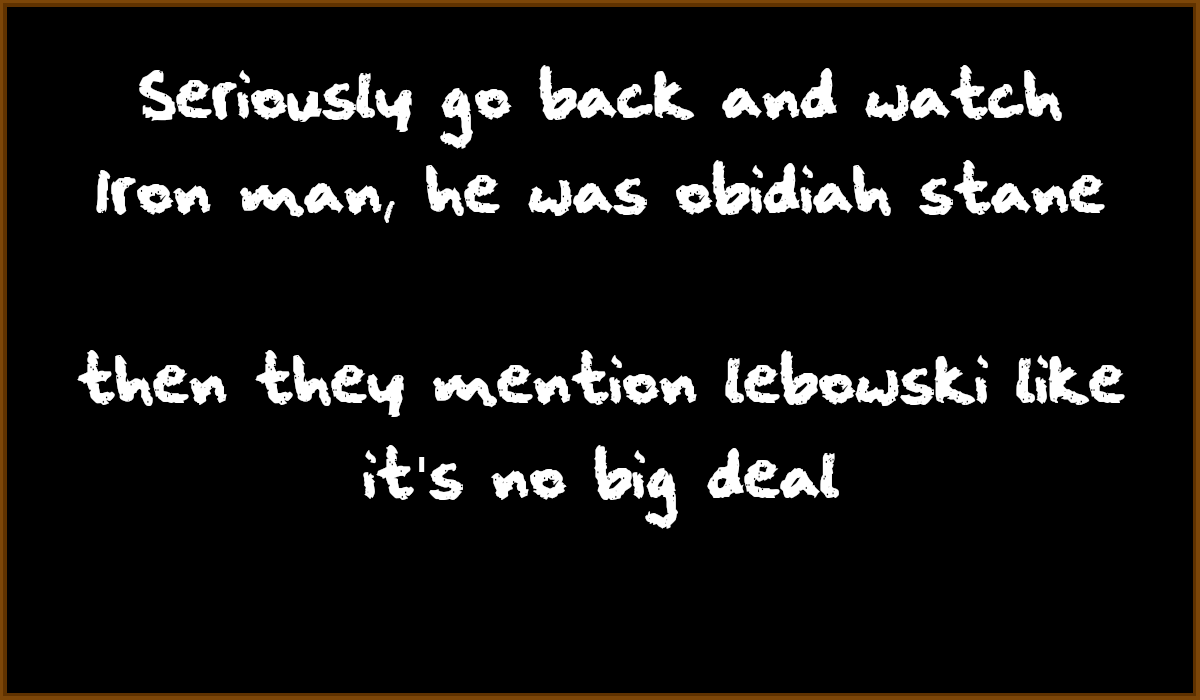 Seriously go back and watch
Iron man, he was obidiah stane
then they mention lebowski like
it's no big deal